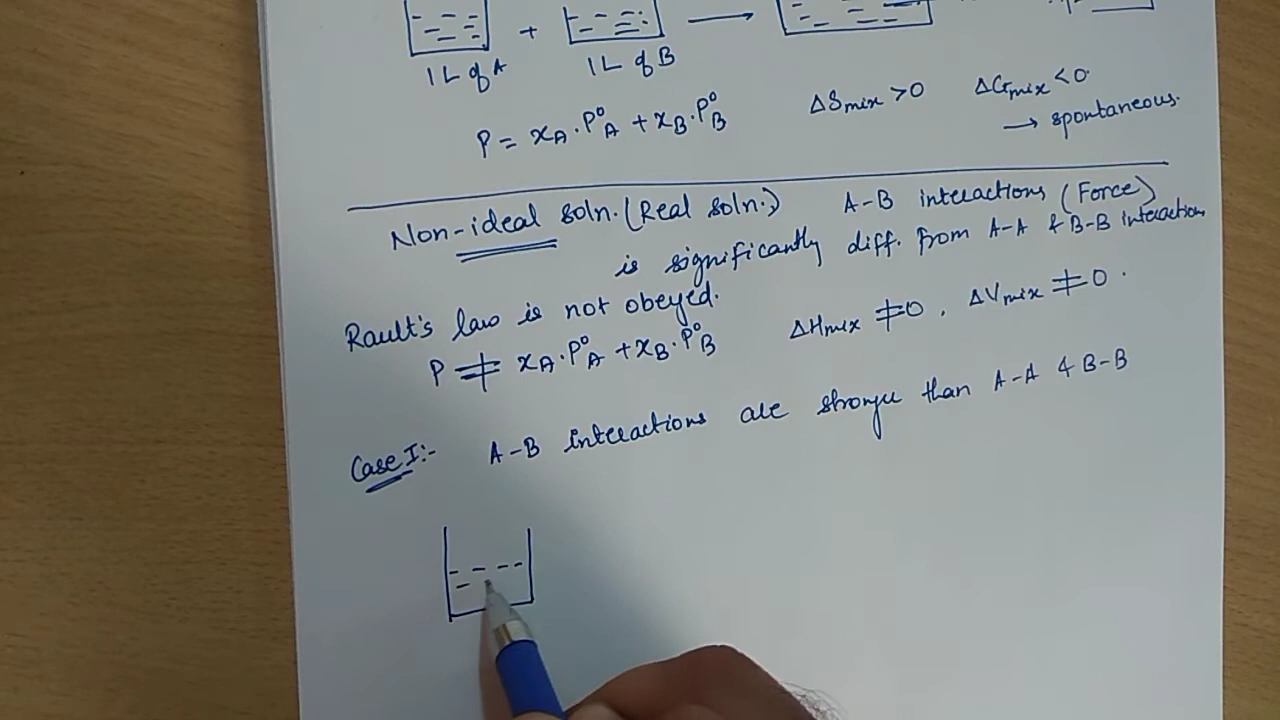 1L of A + 1L of B
P = xA.P°A + xB.P°B ΔSmix >0 ΔGmix <0
→ spontaneous.
Non-ideal soln. (Real soln.) A-B interactions (Force)
is significantly diff. from A-A & B-B interaction
Rault's law is not obeyed.
P ≠ xA.P°A + xB.P°B ΔHmix ≠0, ΔVmix ≠0.
Case I:- A-B interactions are stronger than A-A & B-B